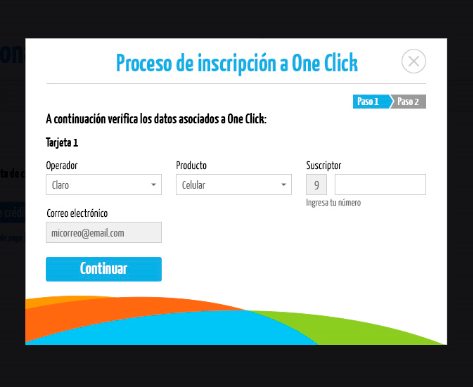 Proceso de inscripción a One Click
Paso 1 Paso 2
A continuación verifica los datos asociados a One Click:
Tarjeta 1
Operador Producto Suscriptor
Claro Celular 9
Ingresa tu número
Correo electrónico
micorreo@email.com
Continuar